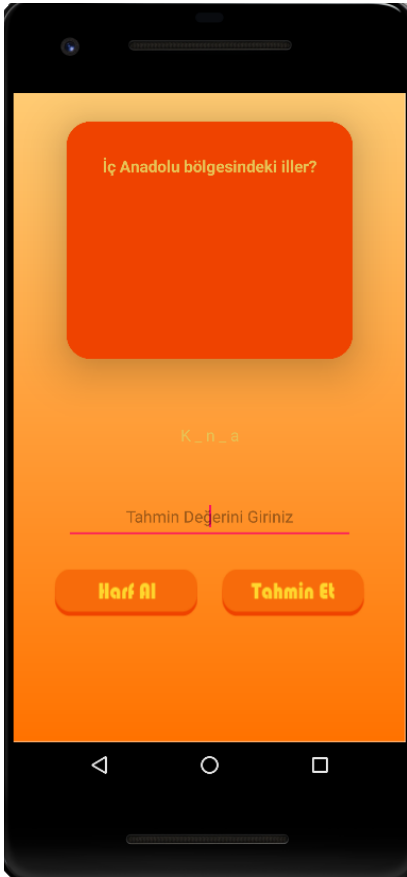 İç Anadolu bölgesindeki iller?
K _ n _ a
Tahmin Değerini Giriniz
Harf Al
Tahmin Et